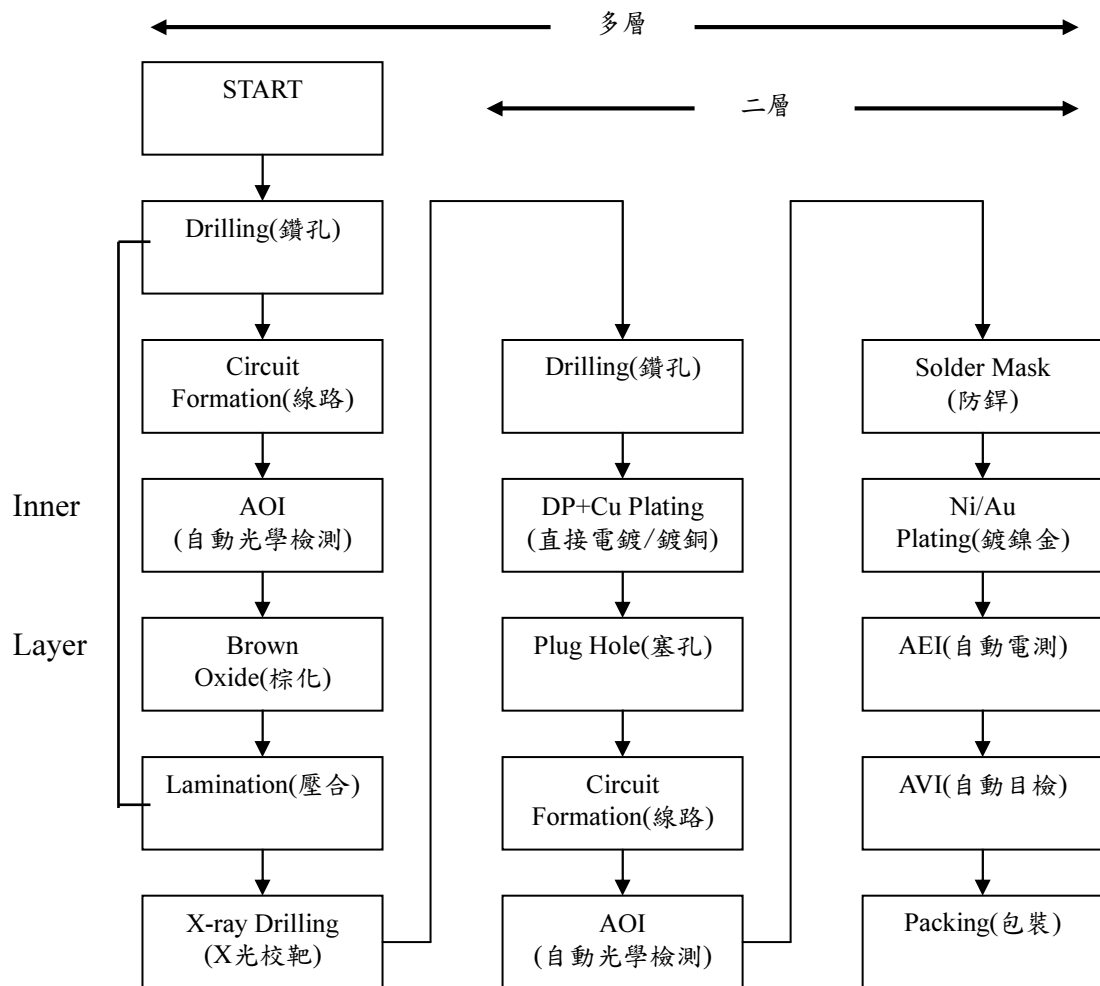 多層
START
二層
Drilling(鑽孔)
Circuit
Formation(線路)
AOI
(自動光學檢測)
Brown
Oxide(棕化)
Lamination(壓合)
X-ray Drilling
(X光校靶)
Inner
Layer
Drilling(鑽孔)
DP+Cu Plating
(直接電鍍/鍍銅)
Plug Hole(塞孔)
Circuit
Formation(線路)
AOI
(自動光學檢測)
Solder Mask
(防銲)
Ni/Au
Plating(鍍鎳金)
AEI(自動電測)
AVI(自動目檢)
Packing(包裝)